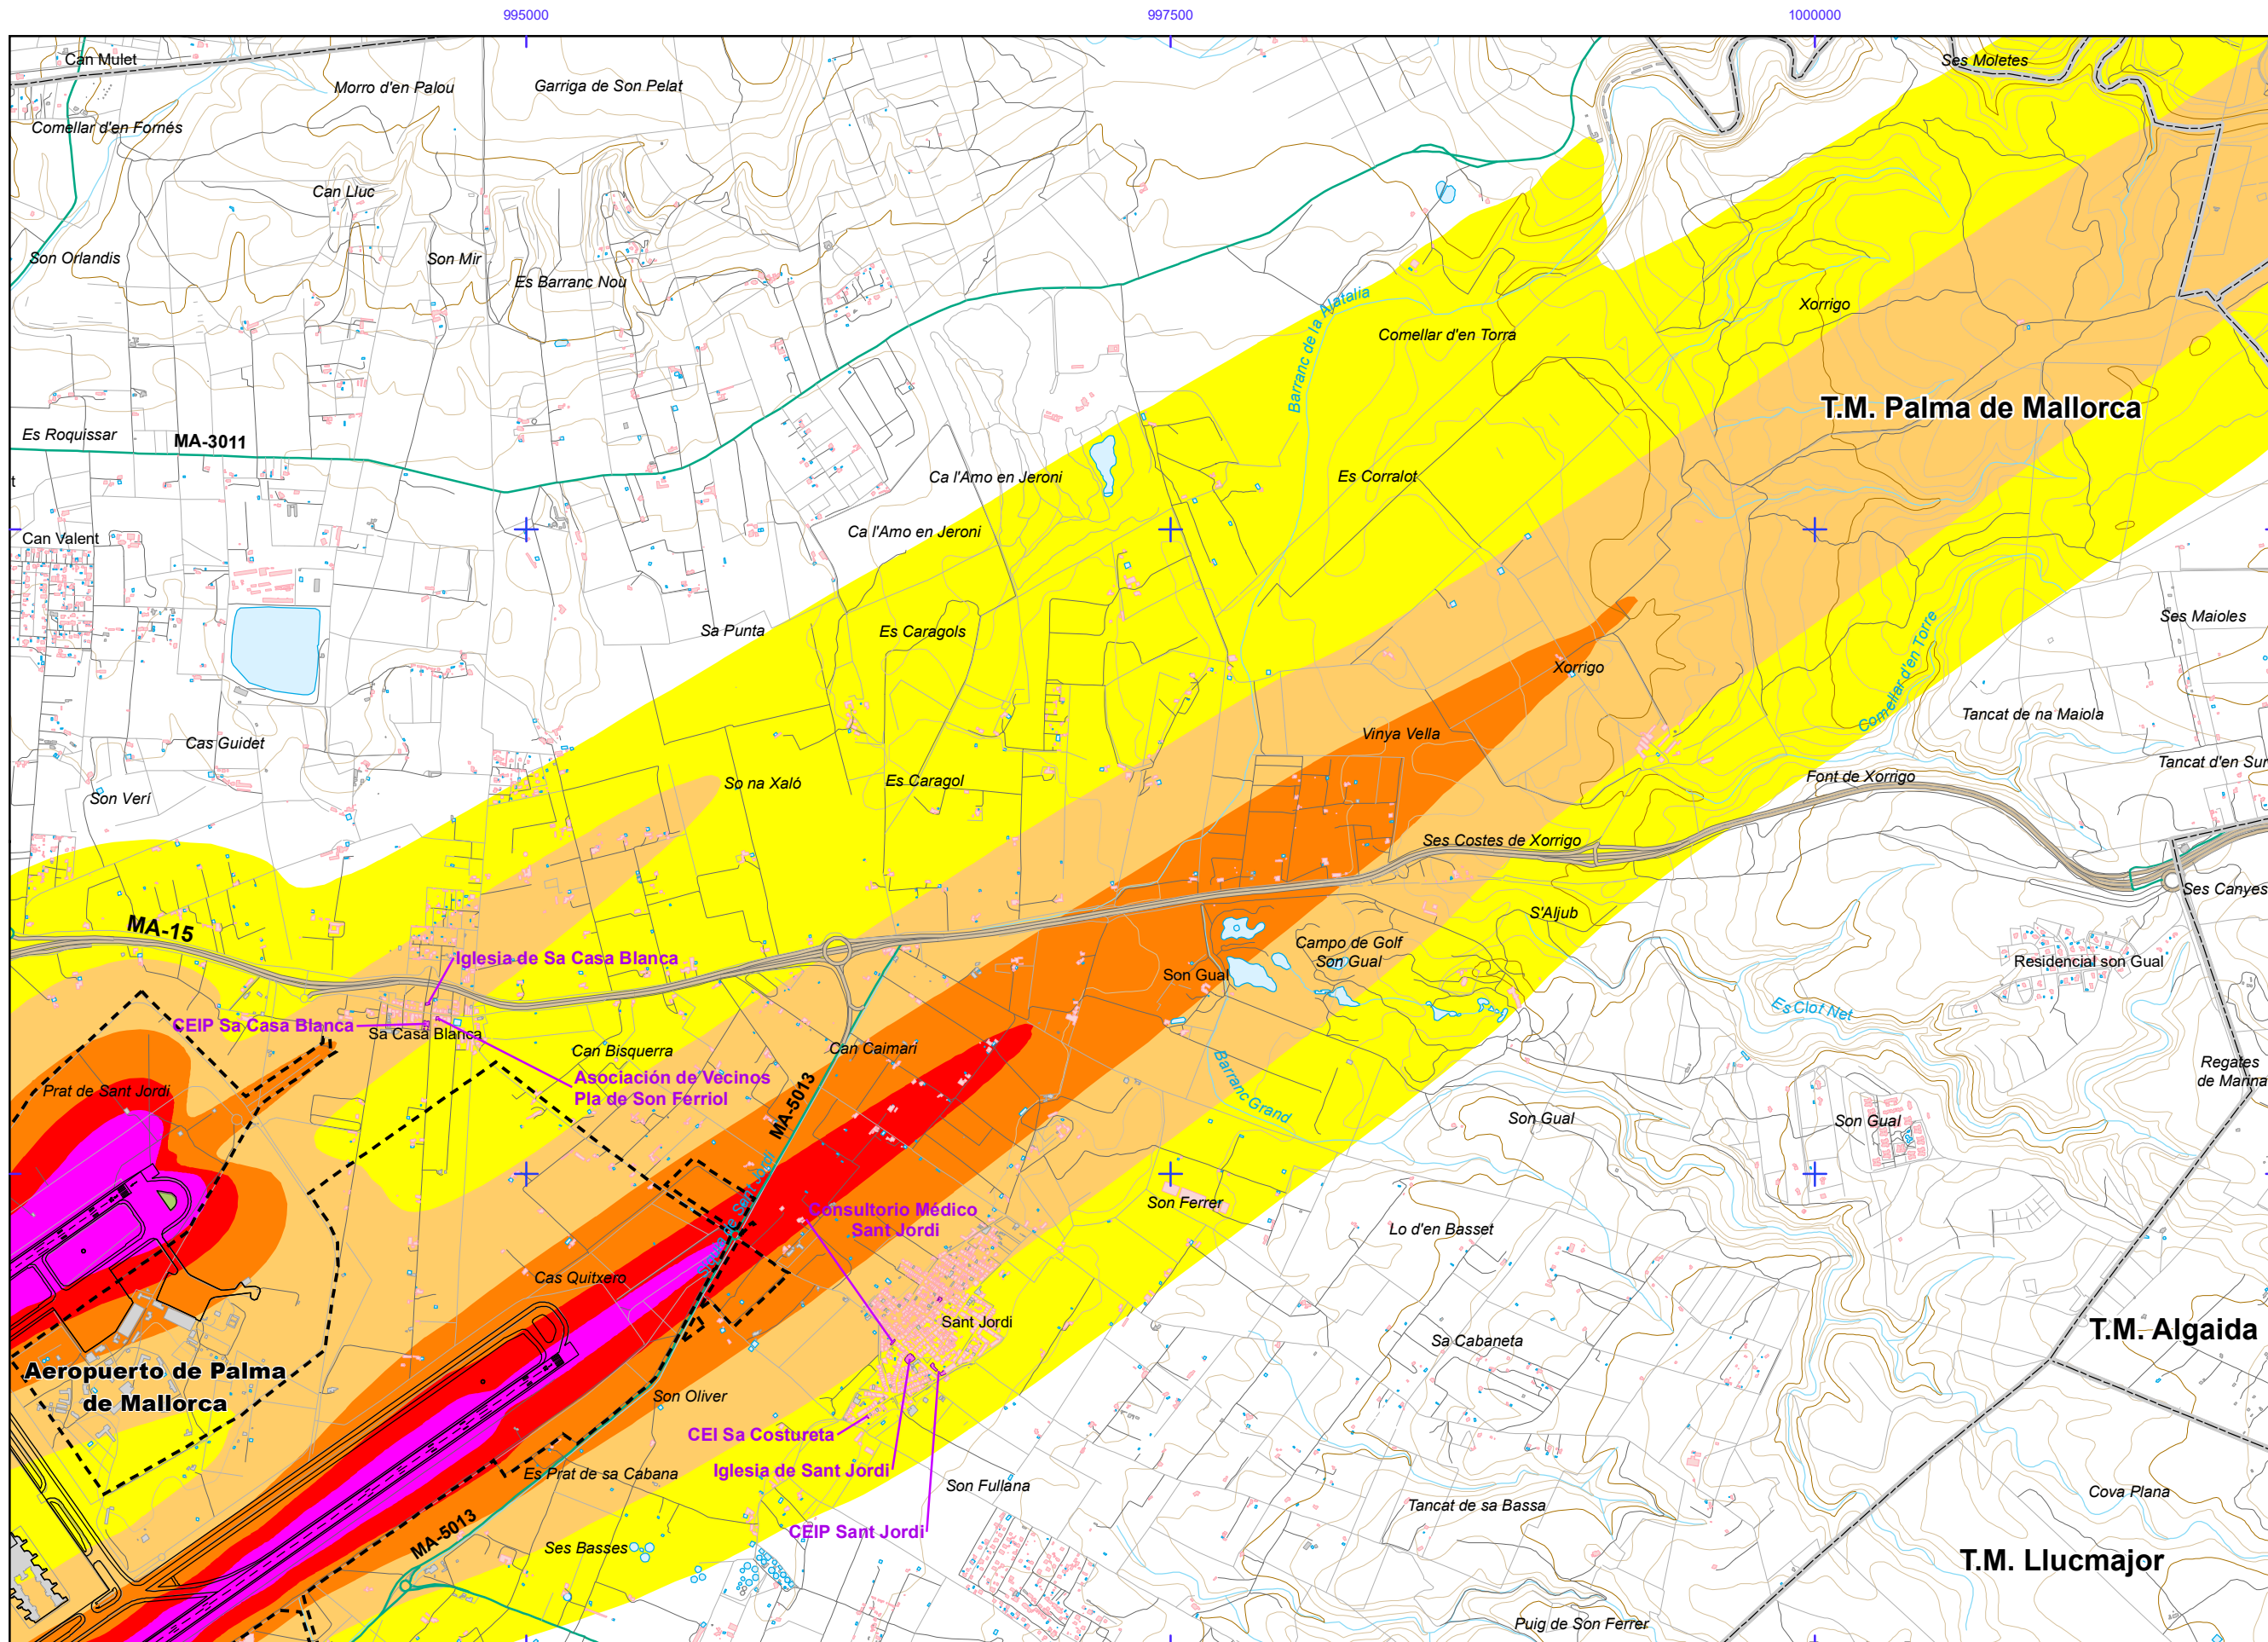 995000
997500
1000000
Can Mulet
Morro d'en Palou
Garriga de Son Pelat
Ses Moletes
Comellar d'en Fornés
Can Lluc
Son Orlandis
Son Mir
Es Barranc Nou
Barranc de la Alatalia
Xorrigo
Comellar d'en Torra
T.M. Palma de Mallorca
Es Roquissar
MA-3011
Ca l'Amo en Jeroni
Es Corralot
t
Can Valent
Ca l'Amo en Jeroni
Sa Punta
Es Caragols
Ses Maioles
Xorrigo
Comellar d'en Torre
Tancat de na Maiola
Cas Guidet
Vinya Vella
Tancat d'en Sur
Son Verí
So na Xaló
Es Caragol
Font de Xorrigo
Ses Costes de Xorrigo
Ses Canyes
MA-15
S'Aljub
Iglesia de Sa Casa Blanca
Campo de Golf
Son Gual
Son Gual
Residencial son Gual
CEIP Sa Casa Blanca
Sa Casa Blanca
Es Clot Net
Can Bisquerra
Can Caimari
Regates
de Marina
Asociación de Vecinos
Pla de Son Ferriol
Prat de Sant Jordi
MA-5013
Barranc Grand
Son Gual
Son Gual
Son Ferrer
Consultorio Médico
Sant Jordi
Lo d'en Basset
Cas Quitxero
Sant Jordi
Sa Cabaneta
T.M. Algaida
Aeropuerto de Palma
de Mallorca
Son Oliver
CEI Sa Costureta
Iglesia de Sant Jordi
Es Prat de sa Cabana
Son Fullana
Tancat de sa Bassa
Cova Plana
MA-5013
CEIP Sant Jordi
Ses Basses
T.M. Llucmajor
Puig de Son Ferrer